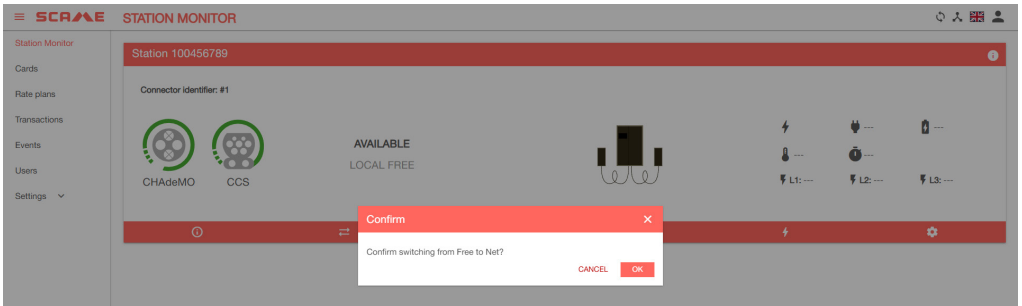 SCAME STATION MONITOR
Station Monitor
Cards
Rate plans
Transactions
Events
Users
Settings
Station 100456789
Connector identifier: #1
CHAdeMO
CCS
AVAILABLE
LOCAL FREE
---
---
---
---
L1: ---
L2: ---
L3: ---
Confirm
Confirm switching from Free to Net?
CANCEL OK